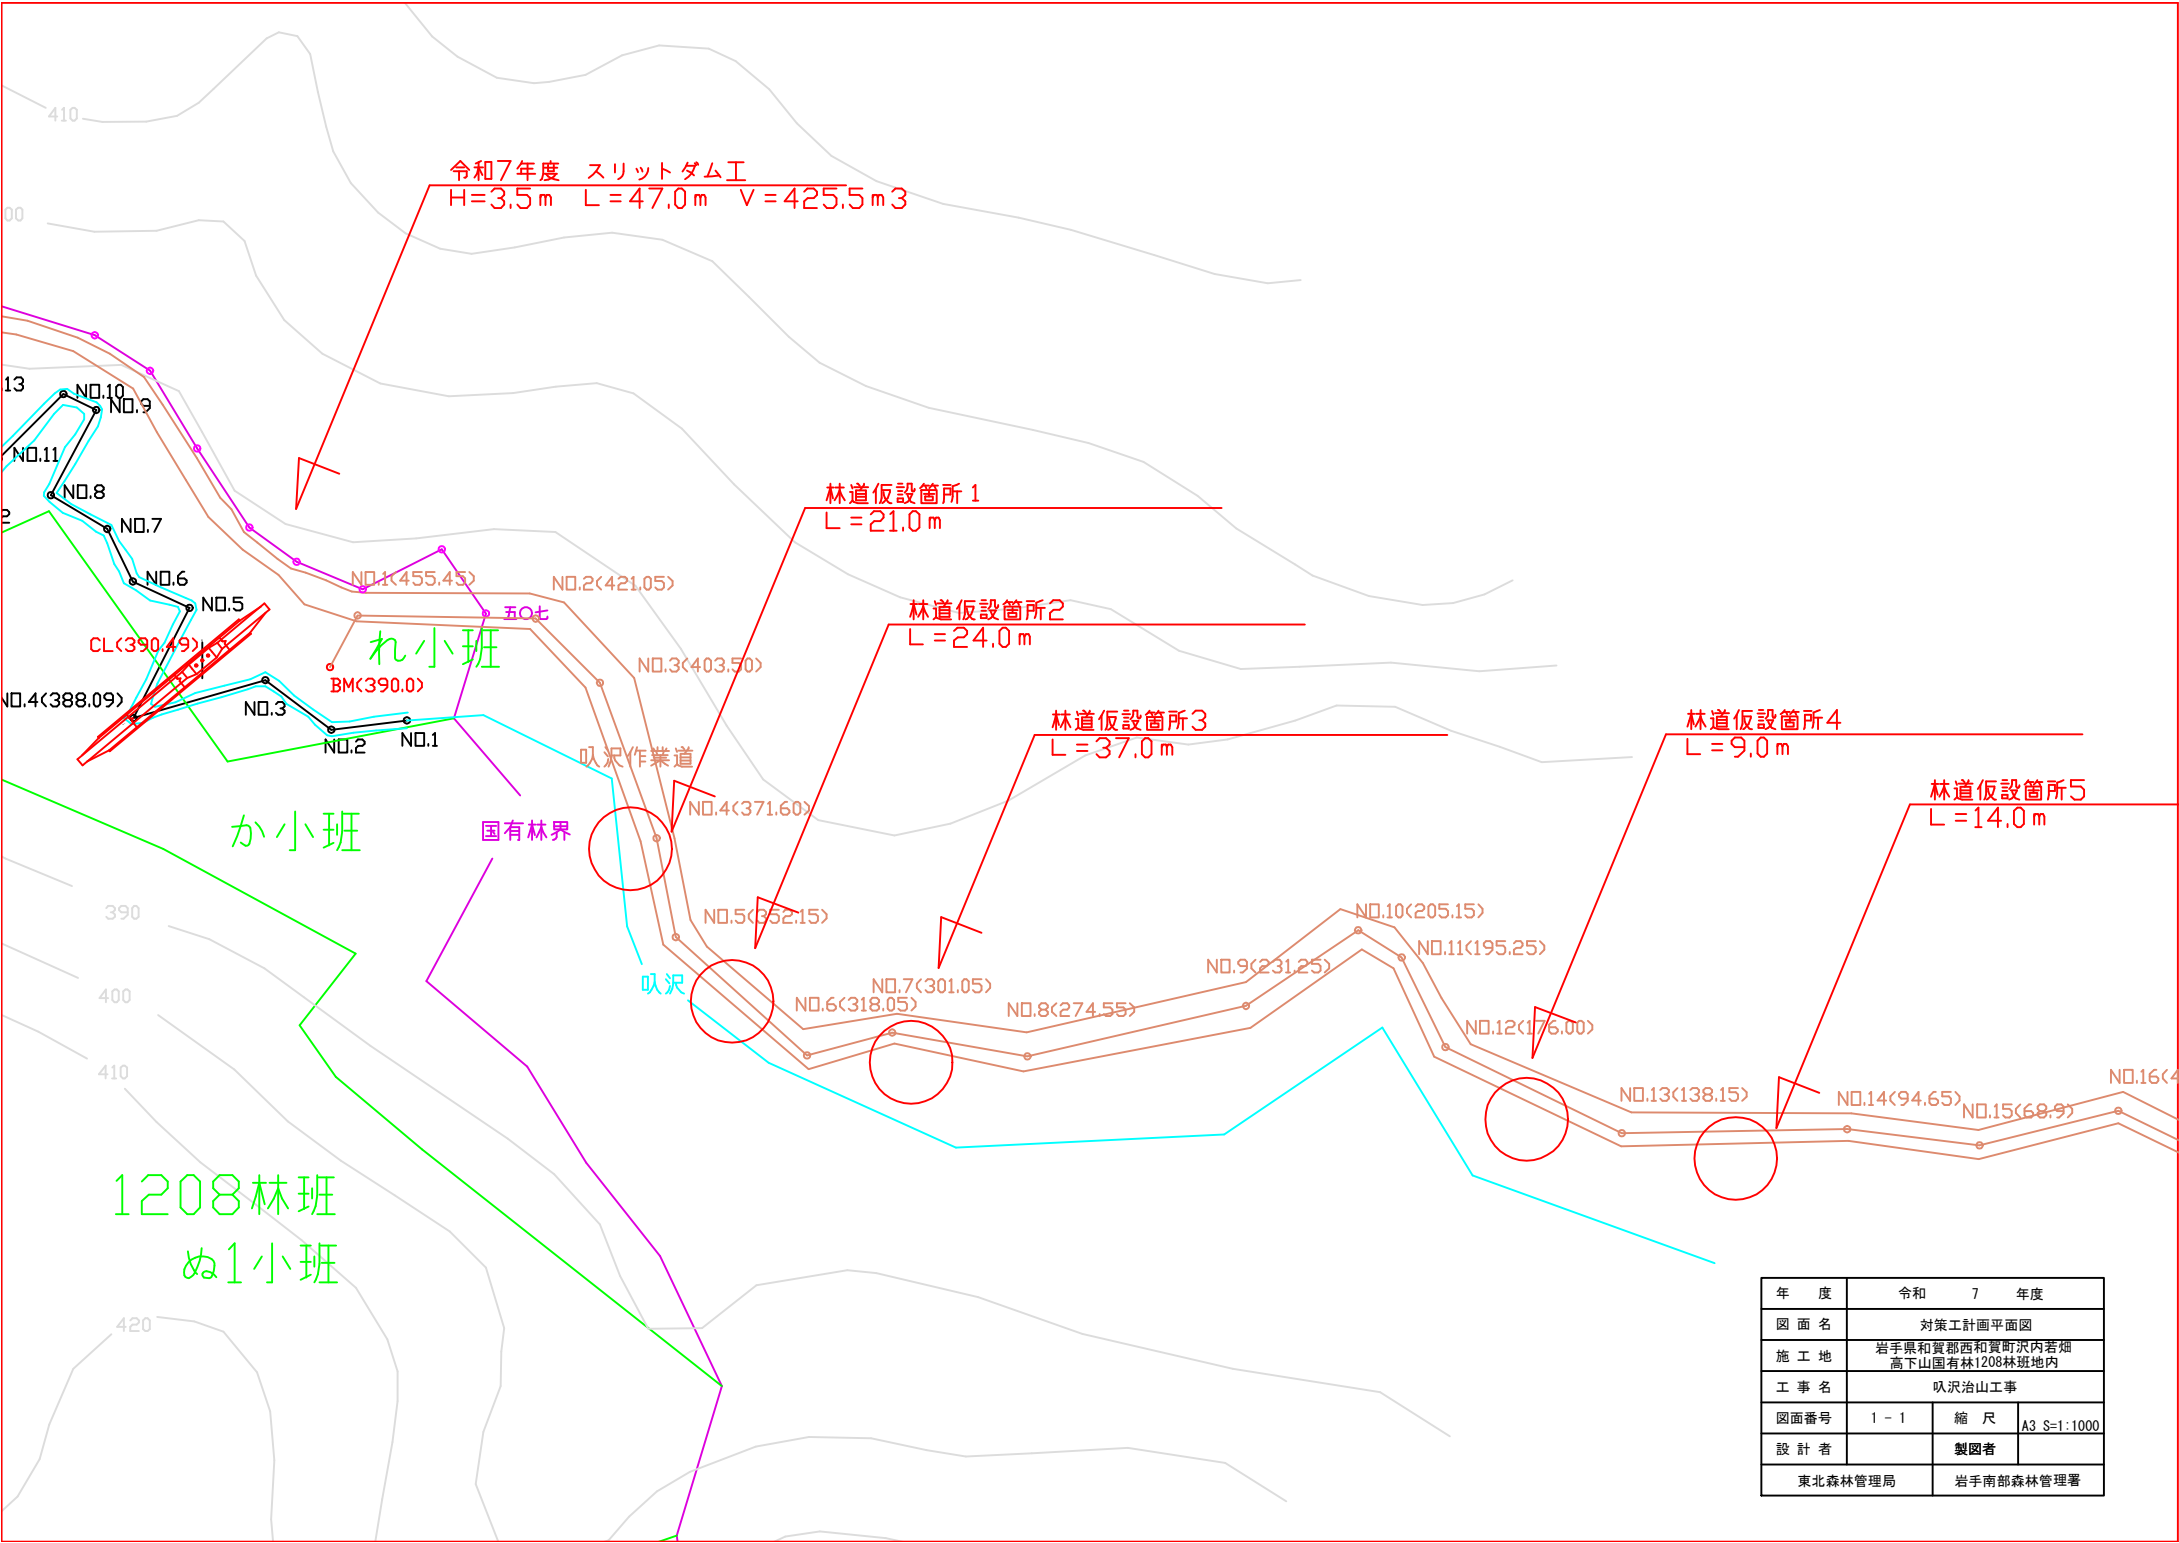 410
00
令和7年度　スリットダム工
H=3.5m　L=47.0m　V=425.5m3
13
NO.10
NO.9
NO.11
NO.8
2
NO.7
NO.6
NO.5
CL(390.49)
NO.4(388.09)
NO.3
NO.2
NO.1
BM(390.0)
れ小班
五〇七
NO.1(455.45)
NO.2(421.05)
NO.3(403.50)
林道仮設箇所1
L=21.0m
林道仮設箇所2
L=24.0m
林道仮設箇所3
L=37.0m
林道仮設箇所4
L=9.0m
林道仮設箇所5
L=14.0m
叺沢作業道
NO.4(371.60)
か小班
国有林界
390
400
410
叺沢
NO.5(352.15)
NO.6(318.05)
NO.7(301.05)
NO.8(274.55)
NO.9(231.25)
NO.10(205.15)
NO.11(195.25)
NO.12(176.00)
NO.13(138.15)
NO.14(94.65)
NO.15(68.9)
NO.16(4
1208林班
ぬ1小班
420
年　度　令和　7　年度
図面名　対策工計画平面図
施工地　岩手県和賀郡西和賀町沢内若畑
高下山国有林1208林班地内
工事名　叺沢治山工事
図面番号　1 - 1　縮　尺　A3 S=1:1000
設計者　製図者
東北森林管理局　岩手南部森林管理署